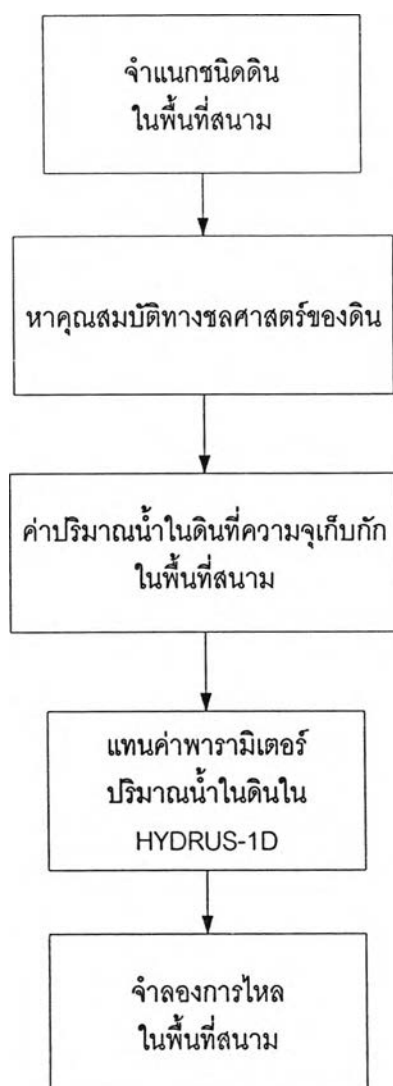 จำแนกชนิดดิน
ในพื้นที่สนาม
หาคุณสมบัติทางชลศาสตร์ของดิน
ค่าปริมาณน้ำในดินที่ความจุเก็บกัก
ในพื้นที่สนาม
แทนค่าพารามิเตอร์
ปริมาณน้ำในดินใน
HYDRUS-1D
จำลองการไหล
ในพื้นที่สนาม